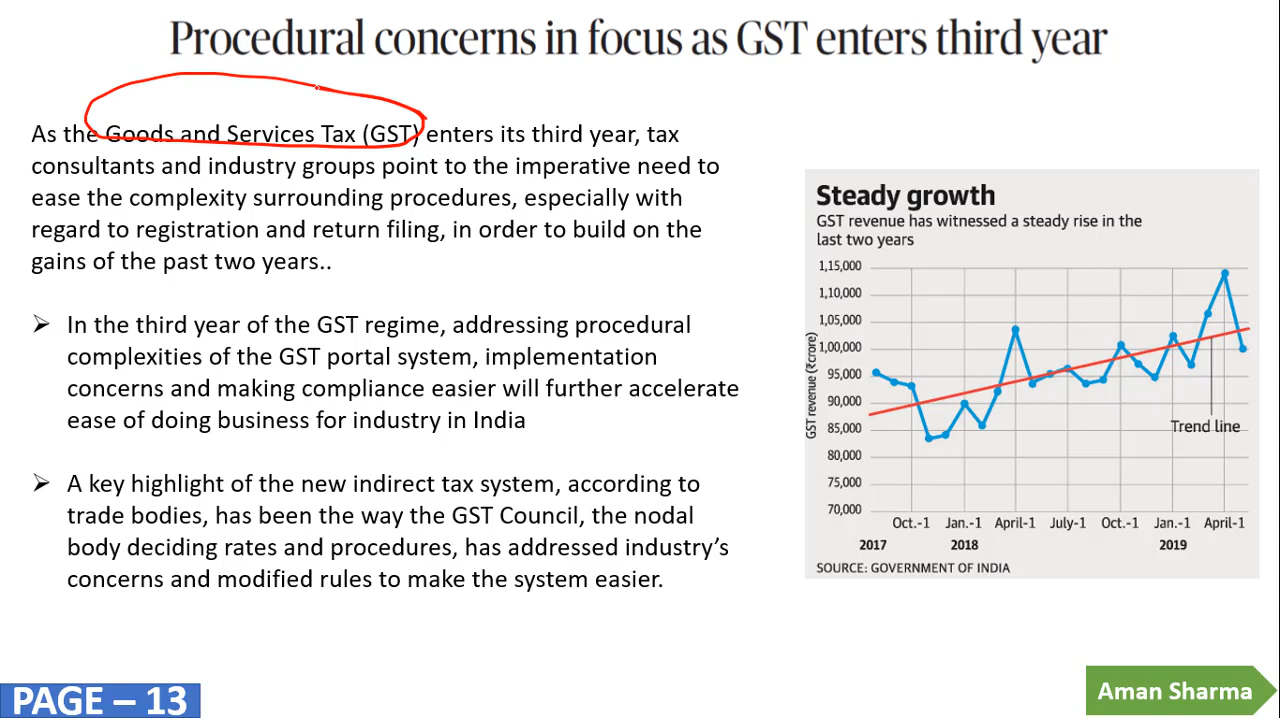 Procedural concerns in focus as GST enters third year
As the Goods and Services Tax (GST) enters its third year, tax
consultants and industry groups point to the imperative need to
ease the complexity surrounding procedures, especially with
regard to registration and return filing, in order to build on the
gains of the past two years..
➢ In the third year of the GST regime, addressing procedural
complexities of the GST portal system, implementation
concerns and making compliance easier will further accelerate
ease of doing business for industry in India
➢ A key highlight of the new indirect tax system, according to
trade bodies, has been the way the GST Council, the nodal
body deciding rates and procedures, has addressed industry’s
concerns and modified rules to make the system easier.
Steady growth
GST revenue has witnessed a steady rise in the
last two years
GST revenue (₹crore)
1,15,000
1,10,000
1,05,000
1,00,000
95,000
90,000
85,000
80,000
75,000
70,000
Trend line
Oct.-1 Jan.-1 April-1 July-1 Oct.-1 Jan.-1 April-1
2017 2018 2019
SOURCE: GOVERNMENT OF INDIA
PAGE – 13
Aman Sharma